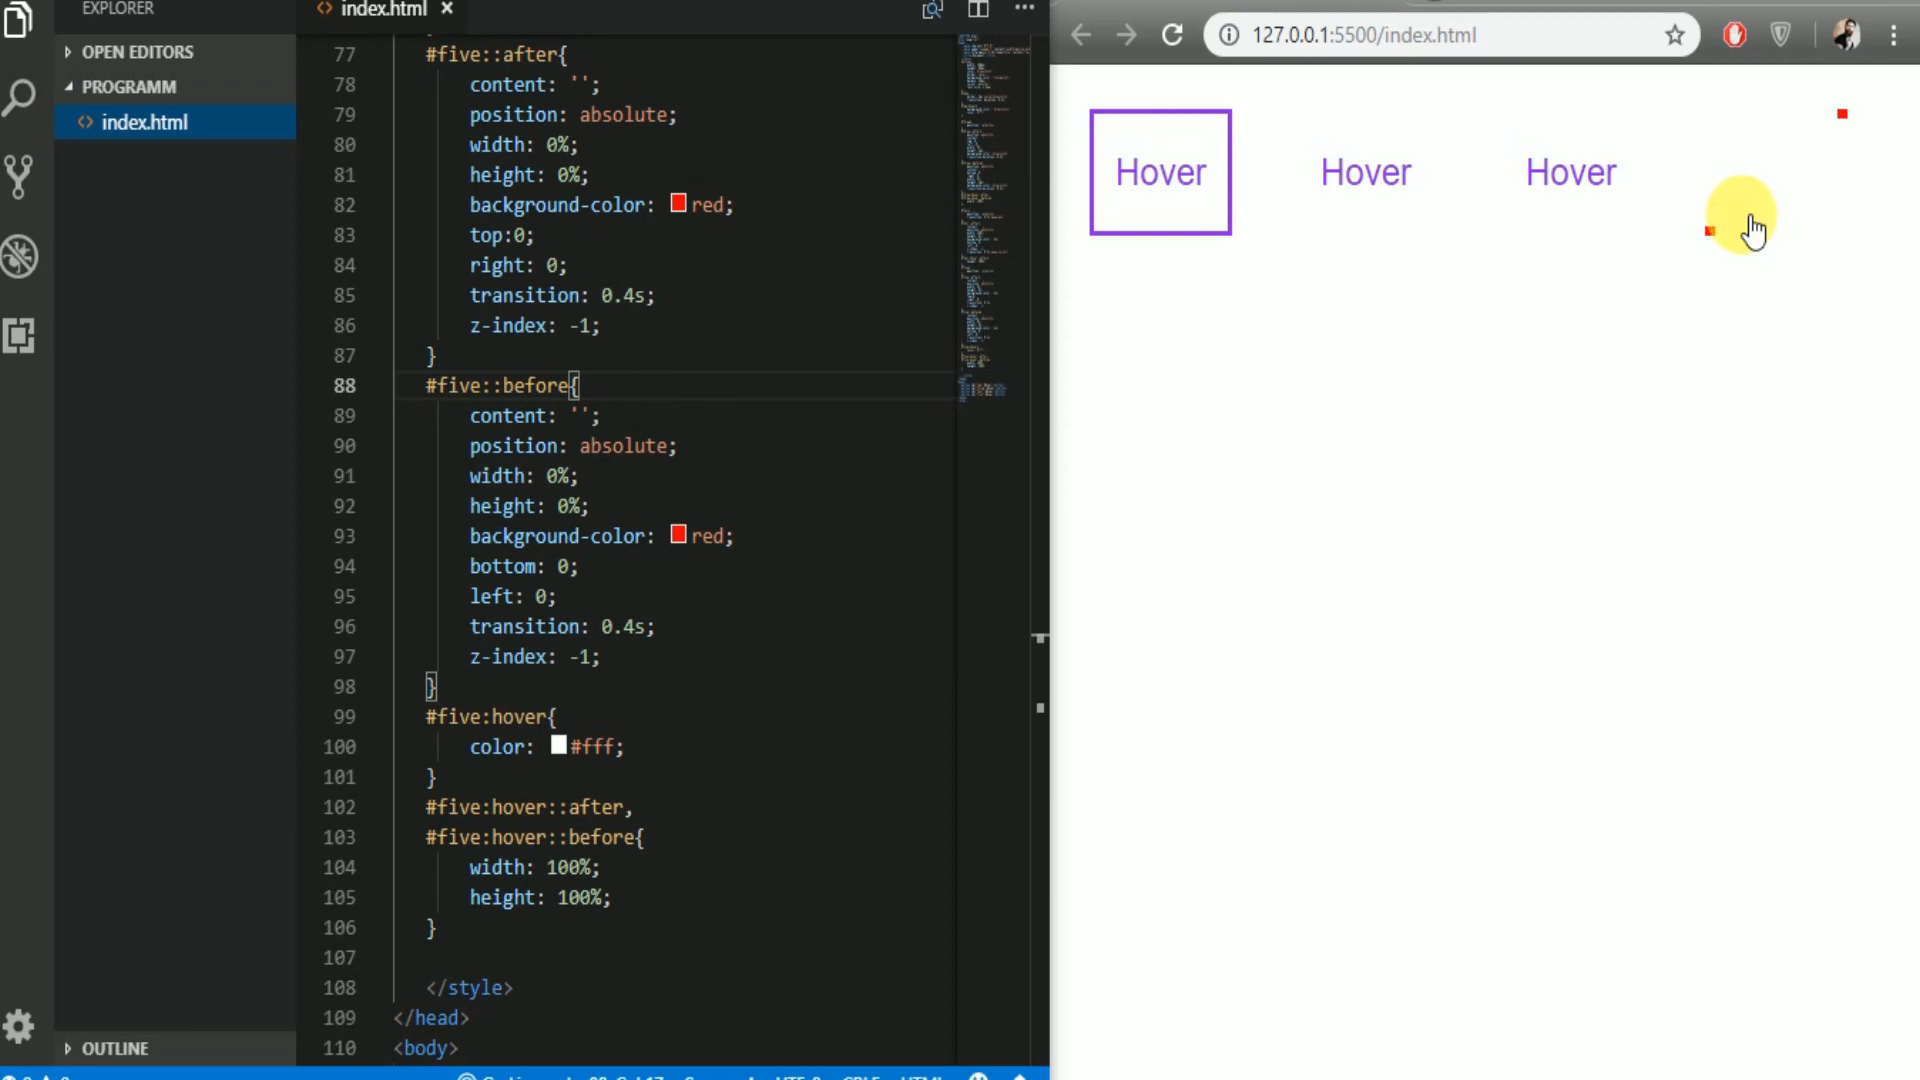 EXPLORER
OPEN EDITORS
PROGRAMM
index.html
OUTLINE
index.html
77 #five::after{
78 content: '';
79 position: absolute;
80 width: 0%;
81 height: 0%;
82 background-color: red;
83 top:0;
84 right: 0;
85 transition: 0.4s;
86 z-index: -1;
87 }
88 #five::before{
89 content: '';
90 position: absolute;
91 width: 0%;
92 height: 0%;
93 background-color: red;
94 bottom: 0;
95 left: 0;
96 transition: 0.4s;
97 z-index: -1;
98 }
99 #five:hover{
100 color: #fff;
101 }
102 #five:hover::after,
103 #five:hover::before{
104 width: 100%;
105 height: 100%;
106 }
107
108 </style>
109 </head>
110 <body>
127.0.0.1:5500/index.html
Hover Hover Hover